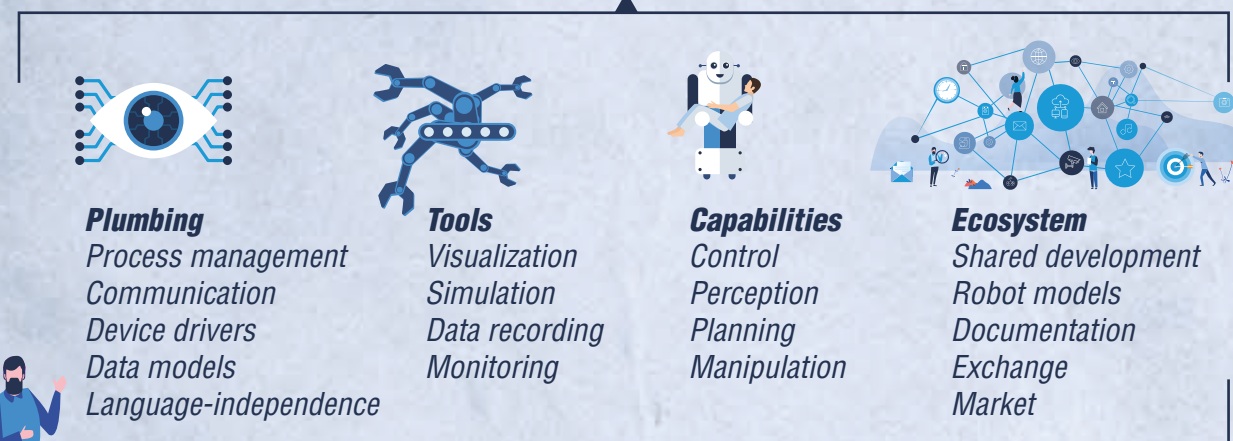 Plumbing
Process management
Communication
Device drivers
Data models
Language-independence
Tools
Visualization
Simulation
Data recording
Monitoring
Capabilities
Control
Perception
Planning
Manipulation
Ecosystem
Shared development
Robot models
Documentation
Exchange
Market